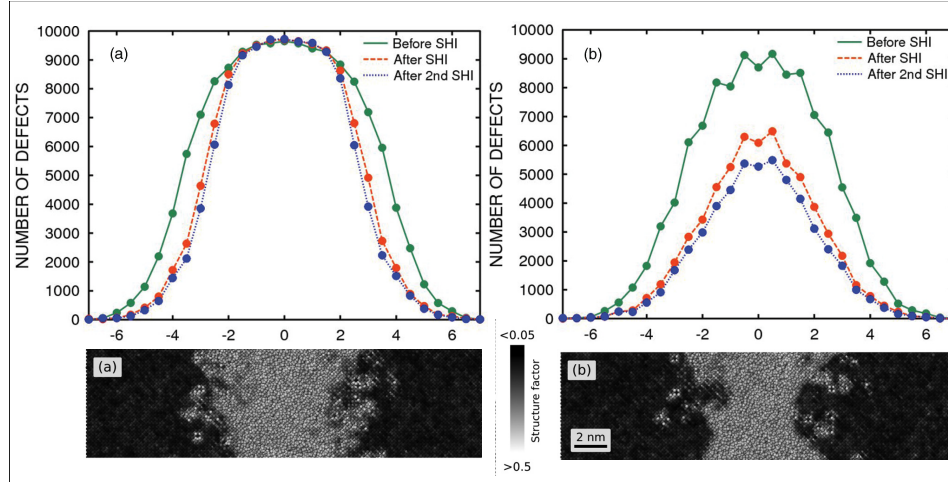 (a)
Before SHI
After SHI
After 2nd SHI
NUMBER OF DEFECTS
10000
9000
8000
7000
6000
5000
4000
3000
2000
1000
0
-6
-4
-2
0
2
4
6
(b)
Before SHI
After SHI
After 2nd SHI
NUMBER OF DEFECTS
10000
9000
8000
7000
6000
5000
4000
3000
2000
1000
0
-6
-4
-2
0
2
4
6
(a)
<0.05
Structure factor
>0.5
(b)
2 nm